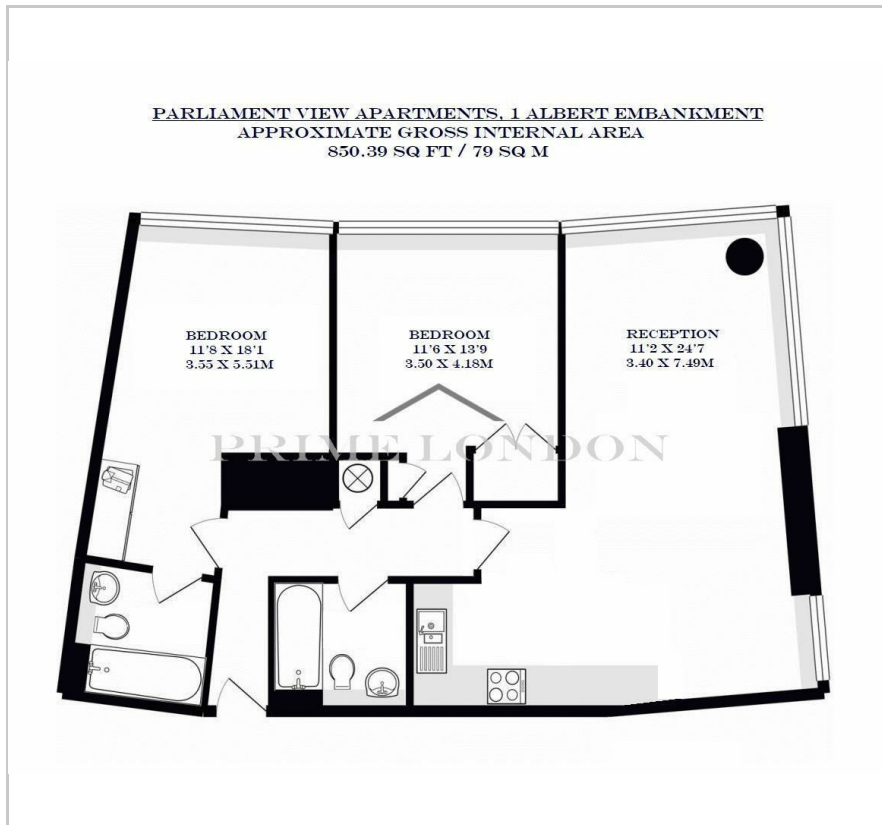 PARLIAMENT VIEW APARTMENTS, 1 ALBERT EMBANKMENT
APPROXIMATE GROSS INTERNAL AREA
850.39 SQ FT / 79 SQ M
BEDROOM
11'8 X 18'1
3.55 X 5.51M
BEDROOM
11'6 X 13'9
3.50 X 4.18M
RECEPTION
11'2 X 24'7
3.40 X 7.49M
PRIME LONDON